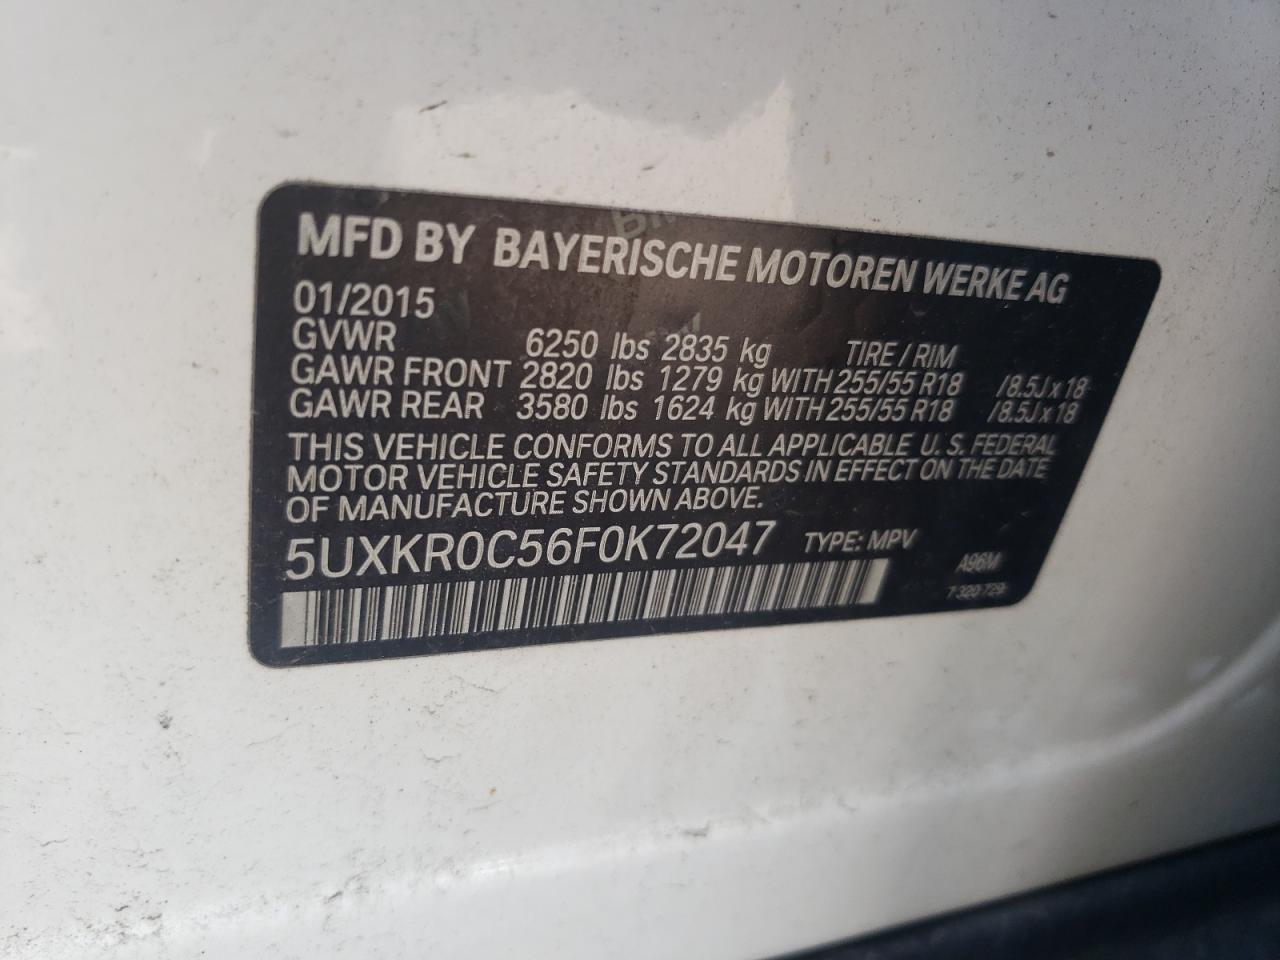 MFD BY BAYERISCHE MOTOREN WERKE AG
01/2015
GVWR 6250 lbs 2835 kg TIRE / RIM
GAWR FRONT 2820 lbs 1279 kg WITH 255/55 R18 /8.5J x 18
GAWR REAR 3580 lbs 1624 kg WITH 255/55 R18 /8.5J x 18
THIS VEHICLE CONFORMS TO ALL APPLICABLE U.S. FEDERAL
MOTOR VEHICLE SAFETY STANDARDS IN EFFECT ON THE DATE
OF MANUFACTURE SHOWN ABOVE.
5UXKR0C56F0K72047 TYPE: MPV
A96M
7 320 729